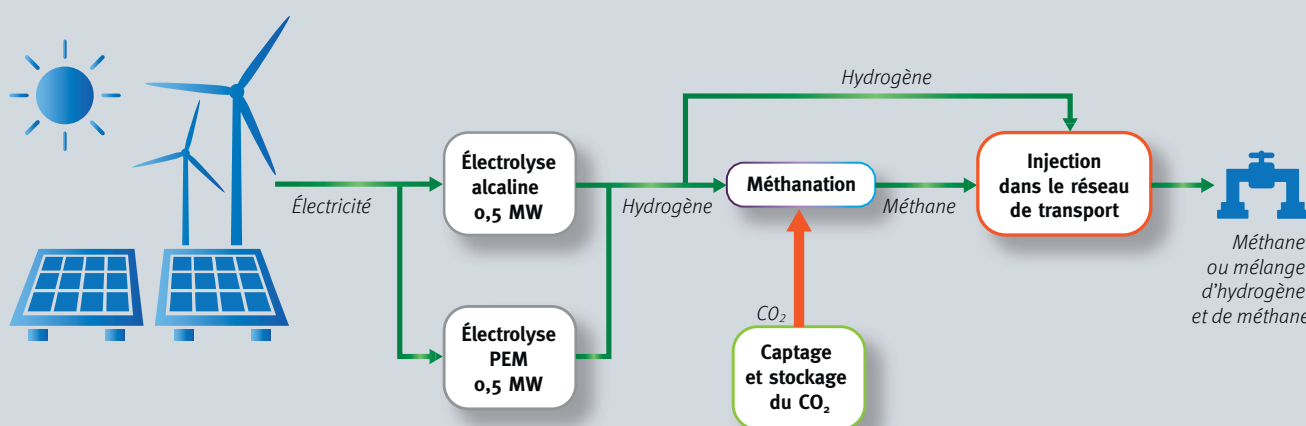 Hydrogène
Électrolyse
alcaline
0,5 MW
Électricité
Hydrogène
Méthanation
Méthane
Injection
dans le réseau
de transport
Méthane
ou mélange
d'hydrogène
et de méthane
Électrolyse
PEM
0,5 MW
CO₂
Captage
et stockage
du CO₂